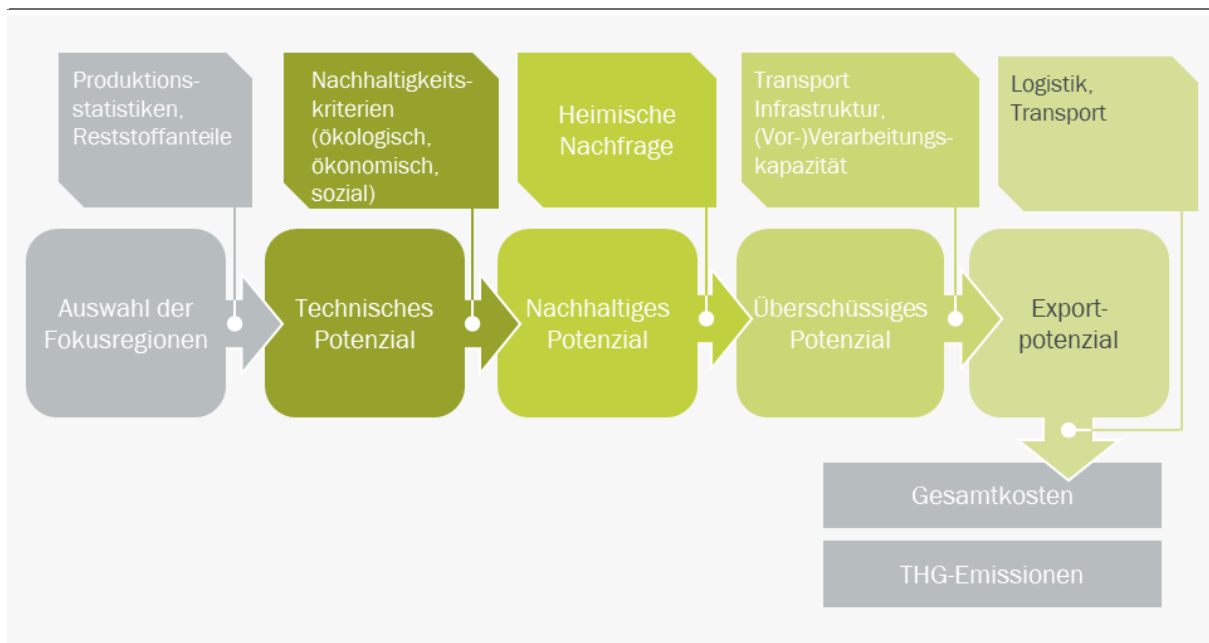 Produktions-
statistiken,
Reststoffanteile
Nachhaltigkeits-
kriterien
(ökologisch,
ökonomisch,
sozial)
Heimische
Nachfrage
Transport
Infrastruktur,
(Vor-)Verarbeitungs-
kapazität
Logistik,
Transport
Auswahl der
Fokusregionen
Technisches
Potenzial
Nachhaltiges
Potenzial
Überschüssiges
Potenzial
Export-
potenzial
Gesamtkosten
THG-Emissionen